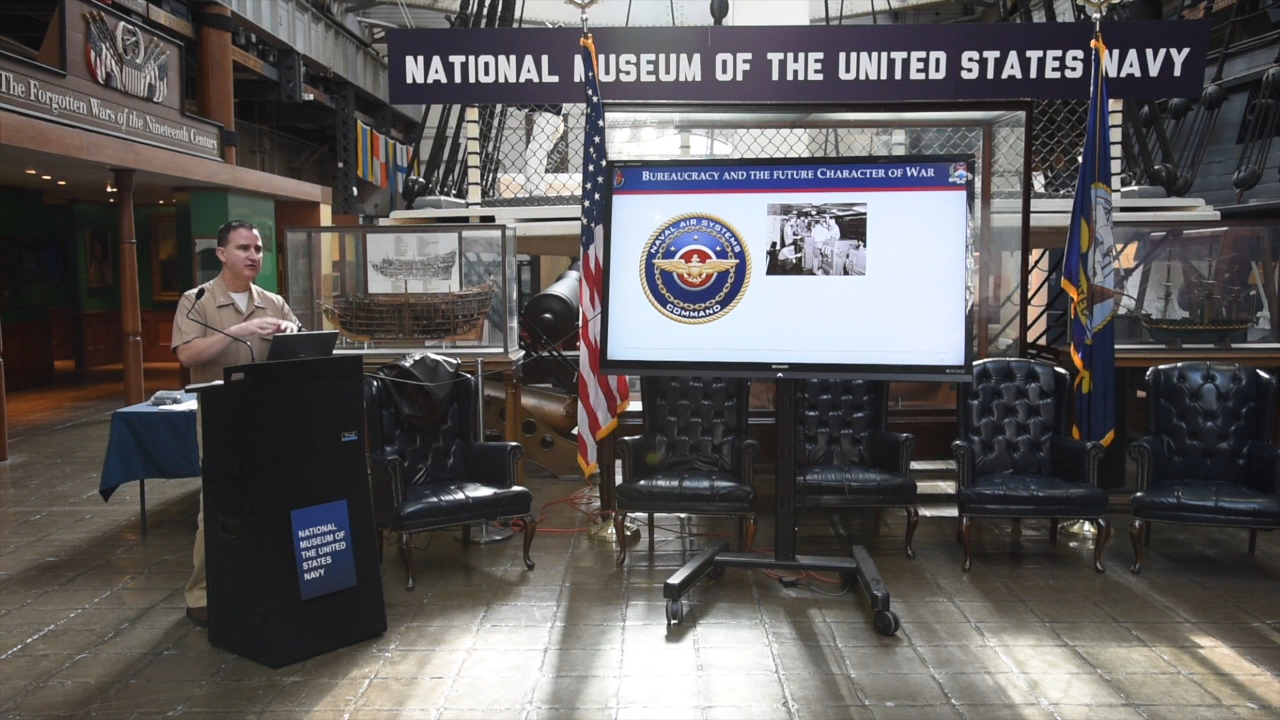 NATIONAL MUSEUM OF THE UNITED STATES NAVY
The Forgotten Wars of the Nineteenth Century
BUREAUCRACY AND THE FUTURE CHARACTER OF WAR
NAVAL AIR SYSTEMS
COMMAND
SHARP
NATIONAL
MUSEUM OF
THE UNITED
STATES
NAVY